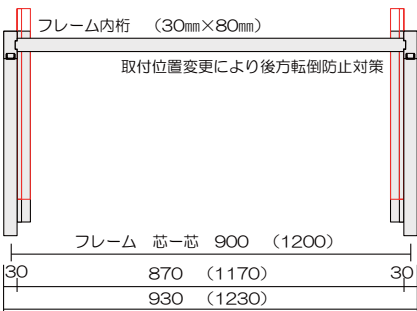 フレーム内桁　（30㎜×80㎜）
取付位置変更により後方転倒防止対策
フレーム　芯ー芯　900　（1200）
30　870　（1170）　30
930　（1230）